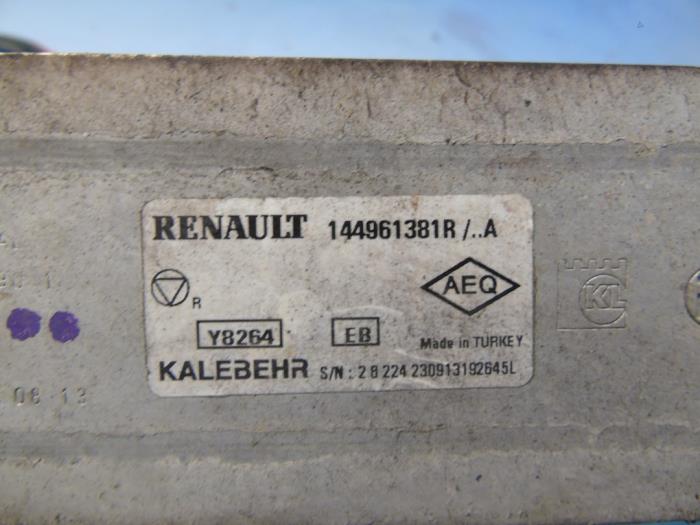 RENAULT 144961381R /..A
R
AEQ
Y8264 EB Made in TURKEY
KALEBEHR S/N : 2 8 224 230913192645L
KL
08 13